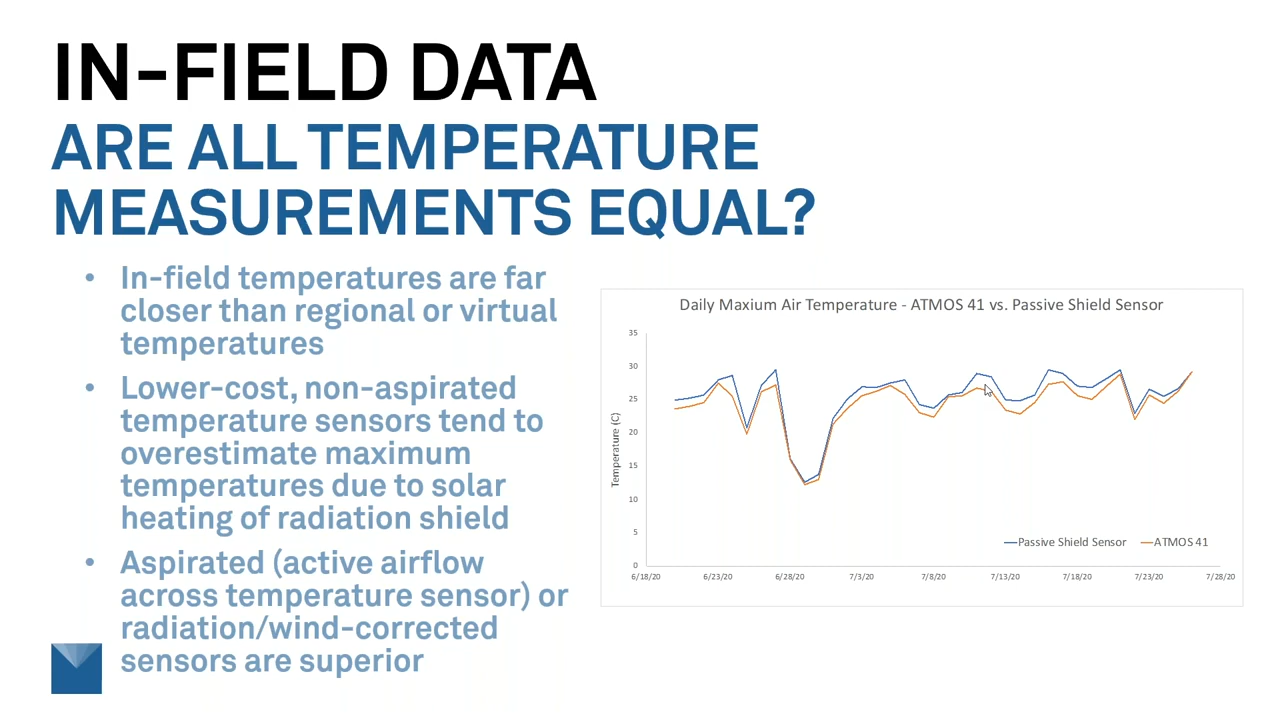 IN-FIELD DATA
ARE ALL TEMPERATURE
MEASUREMENTS EQUAL?
• In-field temperatures are far
closer than regional or virtual
temperatures
• Lower-cost, non-aspirated
temperature sensors tend to
overestimate maximum
temperatures due to solar
heating of radiation shield
• Aspirated (active airflow
across temperature sensor) or
radiation/wind-corrected
sensors are superior
Daily Maxium Air Temperature - ATMOS 41 vs. Passive Shield Sensor
Temperature (C)
35
30
25
20
15
10
5
0
Passive Shield Sensor ATMOS 41
6/18/20 6/23/20 6/28/20 7/3/20 7/8/20 7/13/20 7/18/20 7/23/20 7/28/20